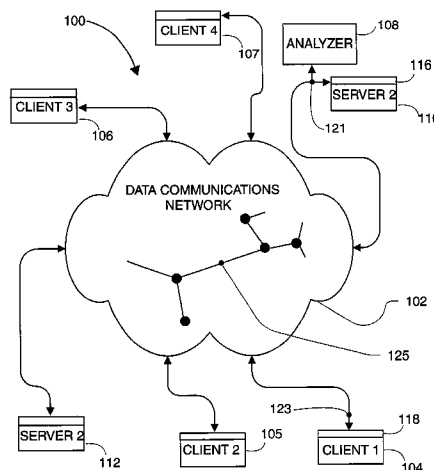 100
CLIENT 4
107
ANALYZER
108
116
SERVER 2
121
CLIENT 3
106
DATA COMMUNICATIONS
NETWORK
102
125
123
118
SERVER 2
112
CLIENT 2
105
CLIENT 1
104